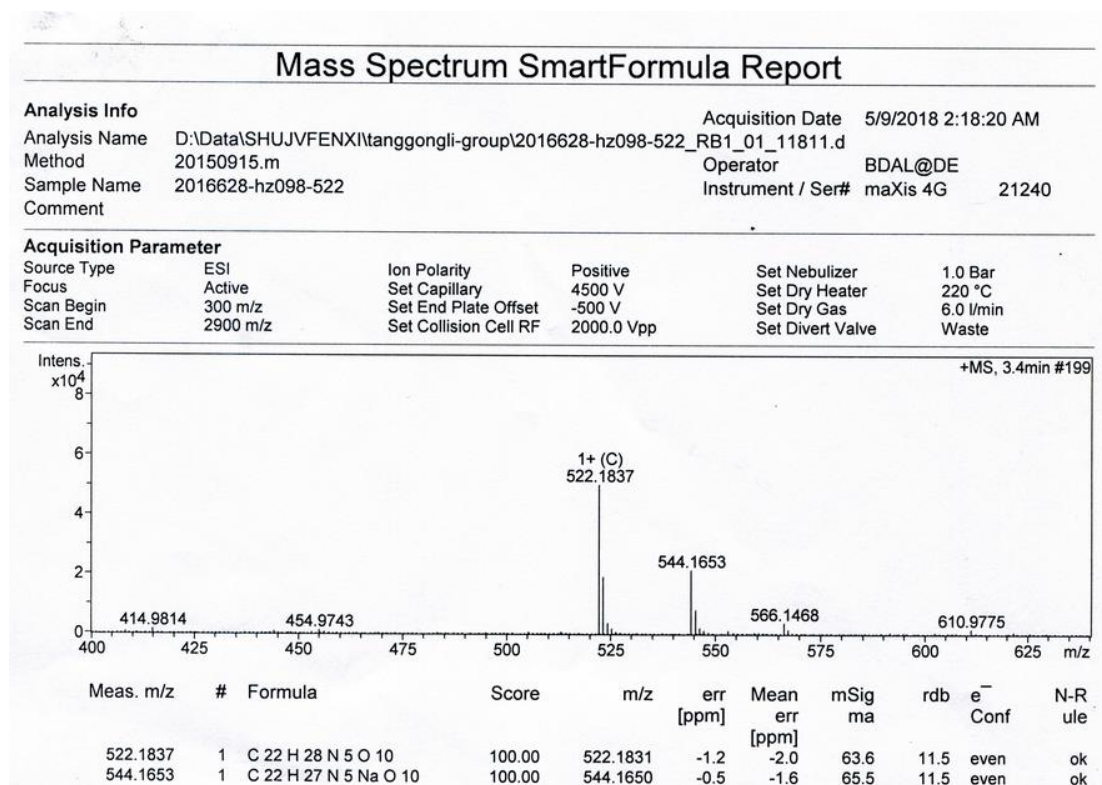 Mass Spectrum SmartFormula Report
Analysis Info
Acquisition Date 5/9/2018 2:18:20 AM
Analysis Name D:\Data\SHUJVFENXI\tanggongli-group\2016628-hz098-522_RB1_01_11811.d
Method 20150915.m
Operator BDAL@DE
Sample Name 2016628-hz098-522
Instrument / Ser# maXis 4G 21240
Comment
Acquisition Parameter
Source Type ESI Ion Polarity Positive Set Nebulizer 1.0 Bar
Focus Active Set Capillary 4500 V Set Dry Heater 220 °C
Scan Begin 300 m/z Set End Plate Offset -500 V Set Dry Gas 6.0 l/min
Scan End 2900 m/z Set Collision Cell RF 2000.0 Vpp Set Divert Valve Waste
Intens.
x10⁴
+MS, 3.4min #199
8
6
1+ (C)
522.1837
4
544.1653
2
414.9814 454.9743 566.1468 610.9775
0
400 425 450 475 500 525 550 575 600 625 m/z
Meas. m/z # Formula Score m/z err Mean mSig rdb e⁻ N-R
[ppm] err ma Conf ule
[ppm]
522.1837 1 C 22 H 28 N 5 O 10 100.00 522.1831 -1.2 -2.0 63.6 11.5 even ok
544.1653 1 C 22 H 27 N 5 Na O 10 100.00 544.1650 -0.5 -1.6 65.5 11.5 even ok